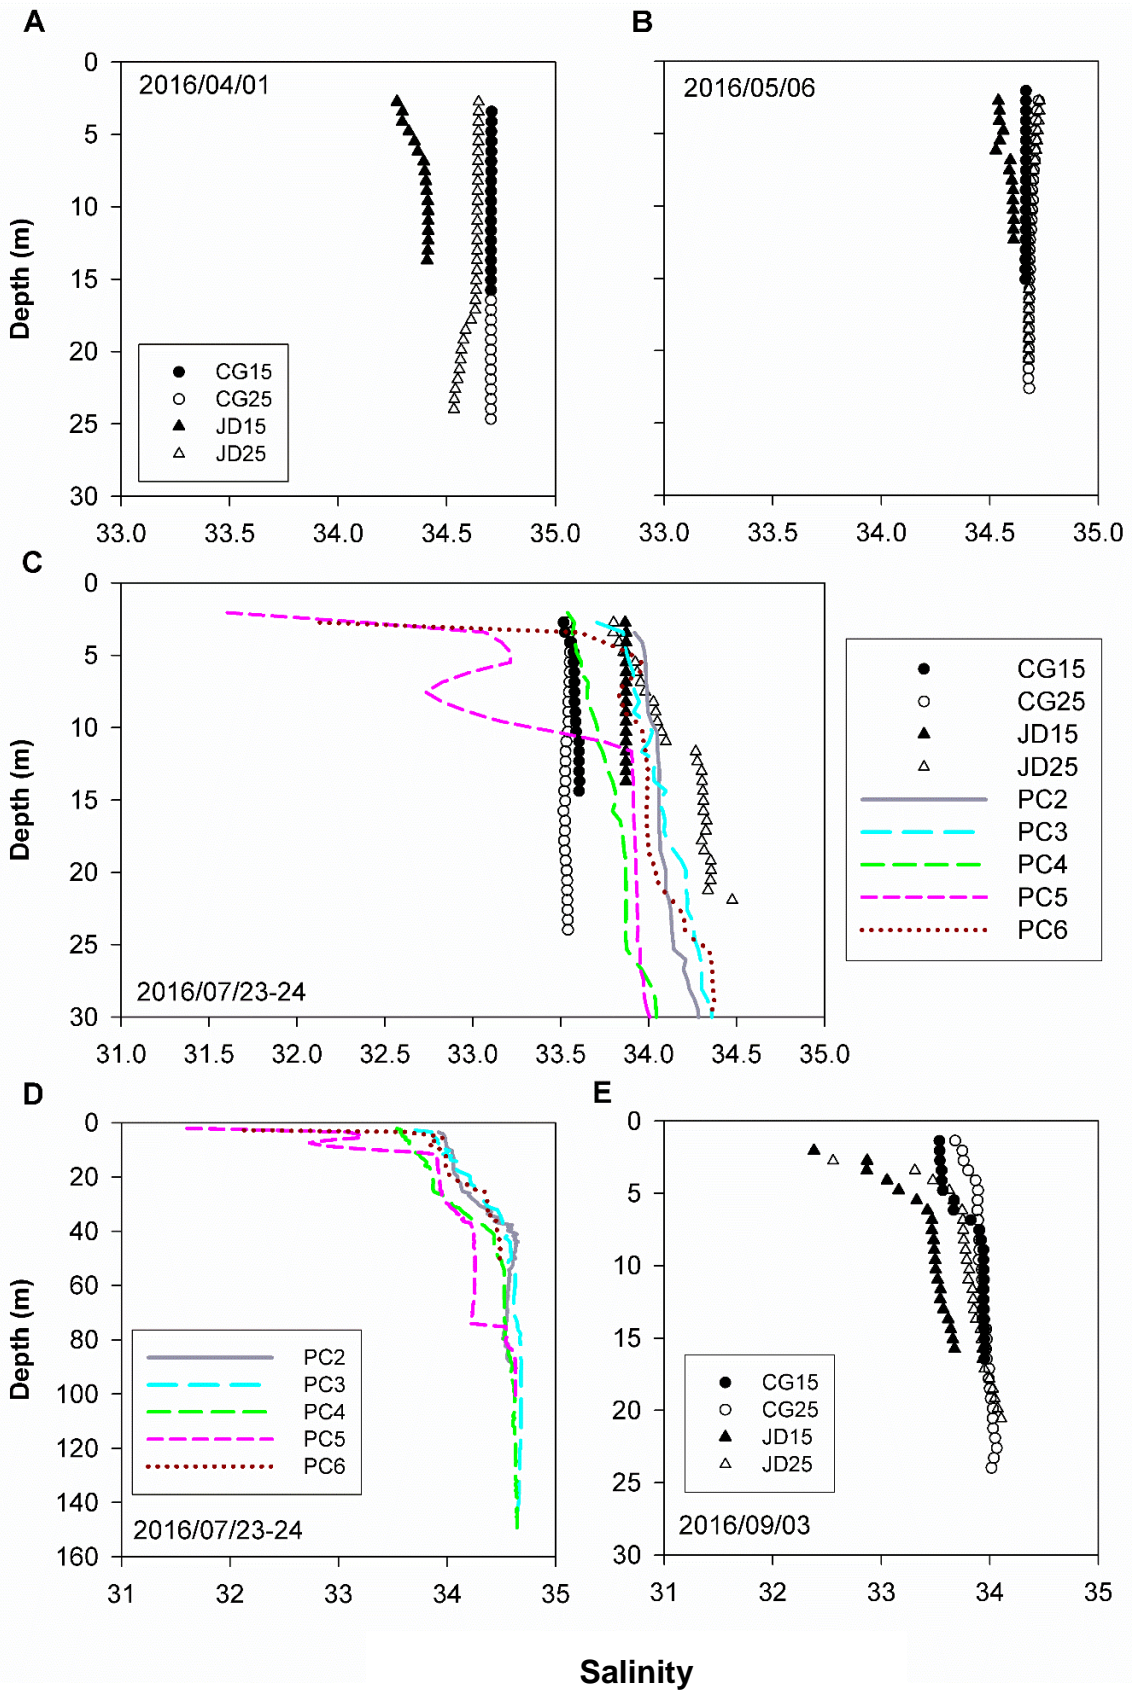 A
B
0
2016/04/01
2016/05/06
5
10
Depth (m)
15
20
CG15
CG25
JD15
JD25
25
30
33.0 33.5 34.0 34.5 35.0
33.0 33.5 34.0 34.5 35.0
C
0
5
10
Depth (m)
15
20
25
2016/07/23-24
30
31.0 31.5 32.0 32.5 33.0 33.5 34.0 34.5 35.0
CG15
CG25
JD15
JD25
PC2
PC3
PC4
PC5
PC6
D
0
20
40
60
Depth (m)
80
100
120
140
160
PC2
PC3
PC4
PC5
PC6
2016/07/23-24
31 32 33 34 35
E
0
5
10
15
20
25
30
CG15
CG25
JD15
JD25
2016/09/03
31 32 33 34 35
Salinity